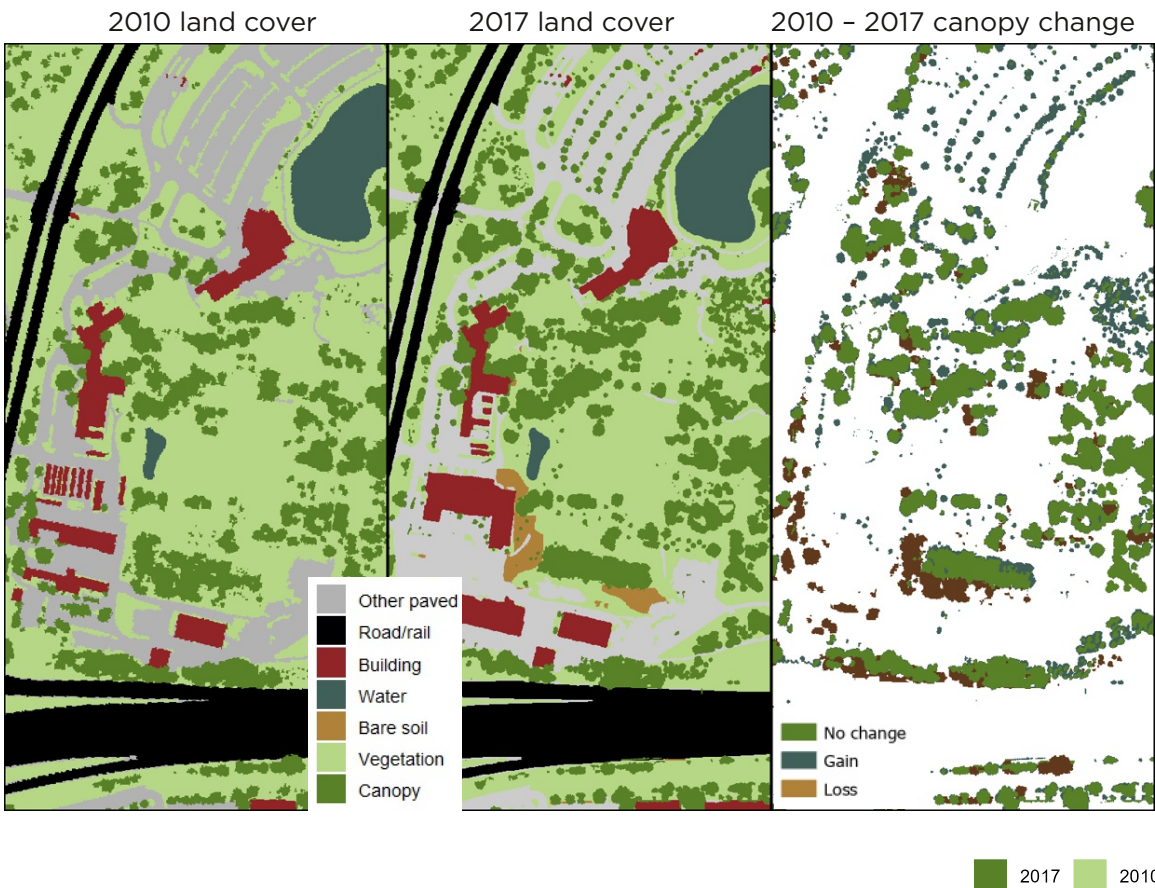 2010 land cover
2017 land cover
2010 – 2017 canopy change
Other paved
Road/rail
Building
Water
Bare soil
Vegetation
Canopy
No change
Gain
Loss
2017